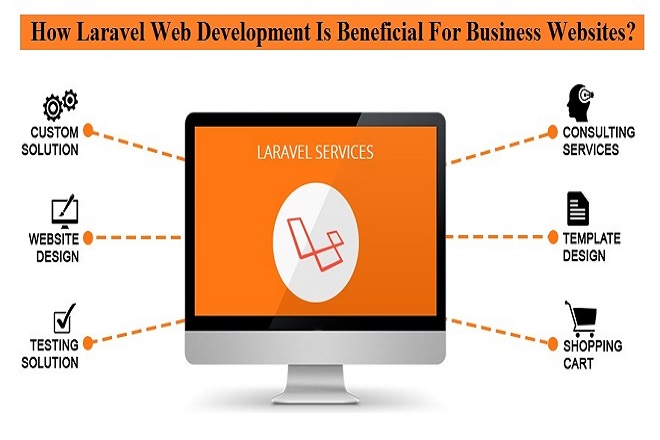 How Laravel Web Development Is Beneficial For Business Websites?
CUSTOM
SOLUTION
WEBSITE
DESIGN
TESTING
SOLUTION
LARAVEL SERVICES
CONSULTING
SERVICES
TEMPLATE
DESIGN
SHOPPING
CART